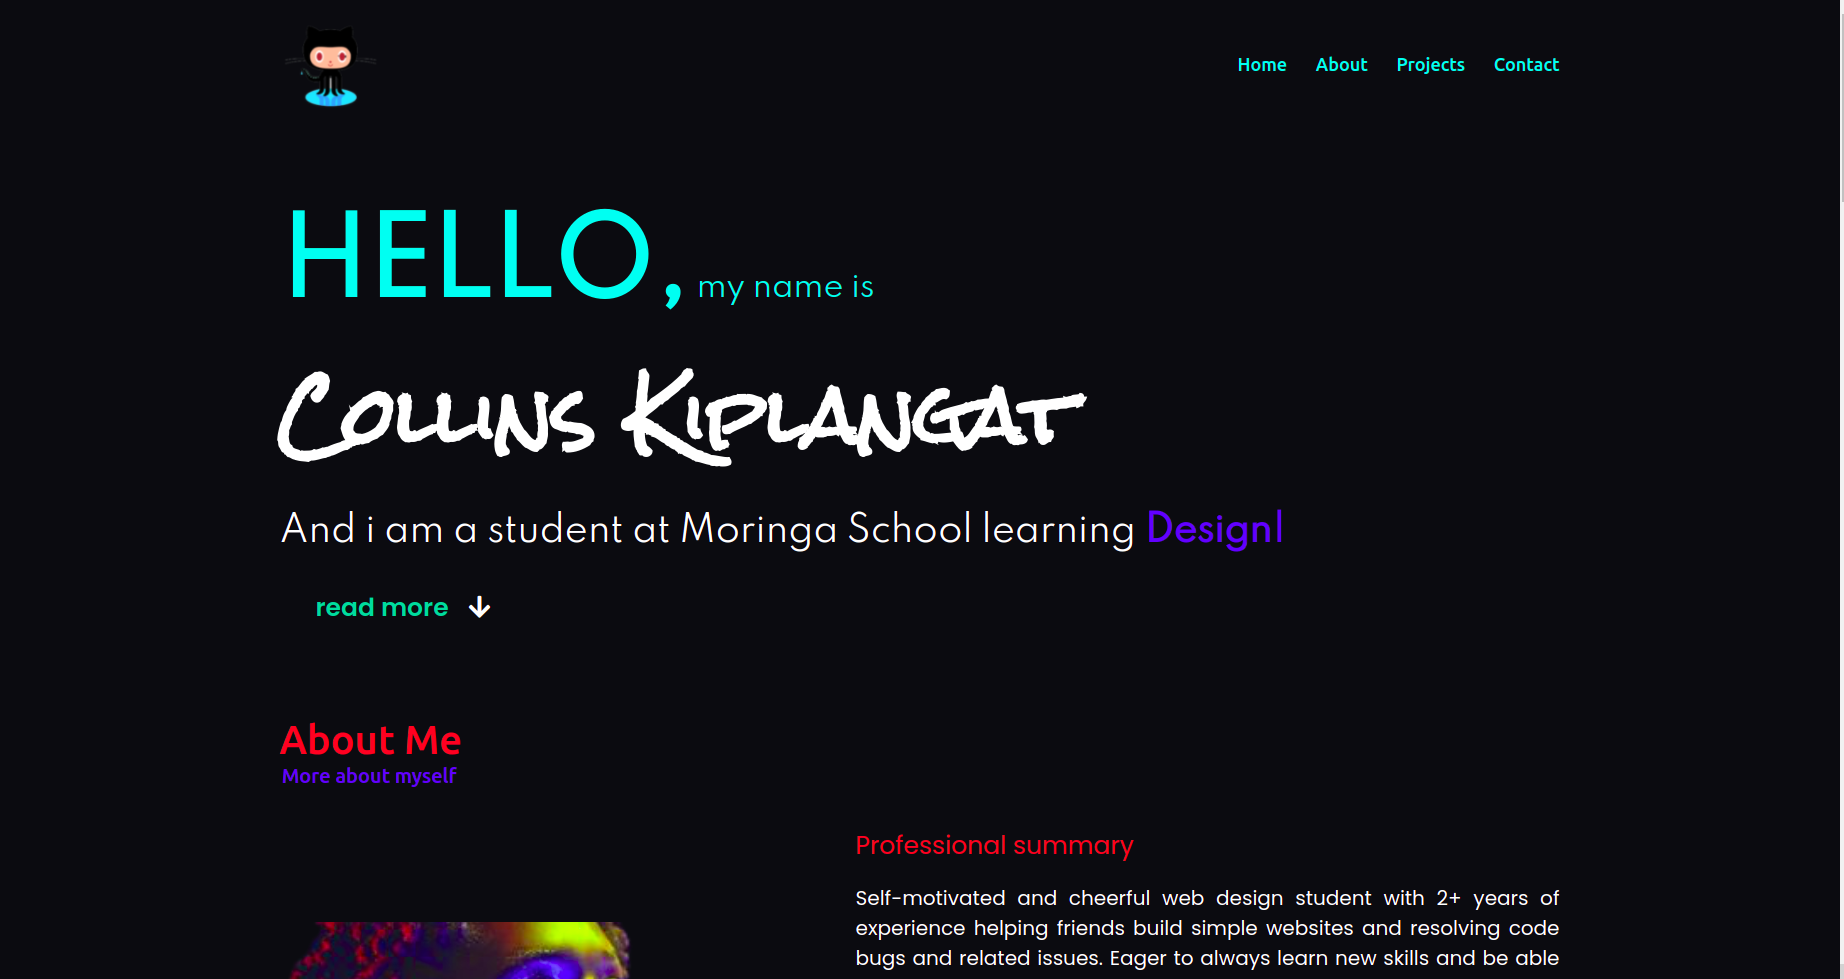 Home About Projects Contact
HELLO, my name is
Collins Kiplangat
And i am a student at Moringa School learning Design|
read more
About Me
More about myself
Professional summary
Self-motivated and cheerful web design student with 2+ years of
experience helping friends build simple websites and resolving code
bugs and related issues. Eager to always learn new skills and be able